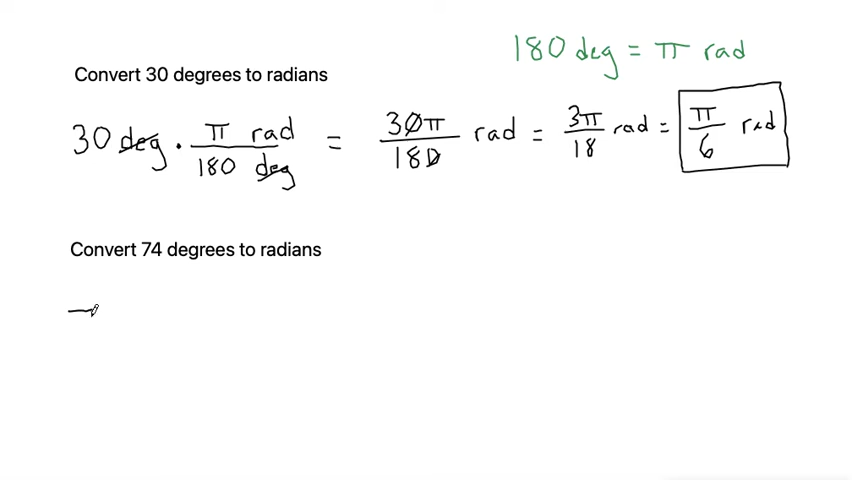 180 deg = π rad
Convert 30 degrees to radians
30 deg · π rad / 180 deg = 30π / 180 rad = 3π / 18 rad = π / 6 rad
Convert 74 degrees to radians